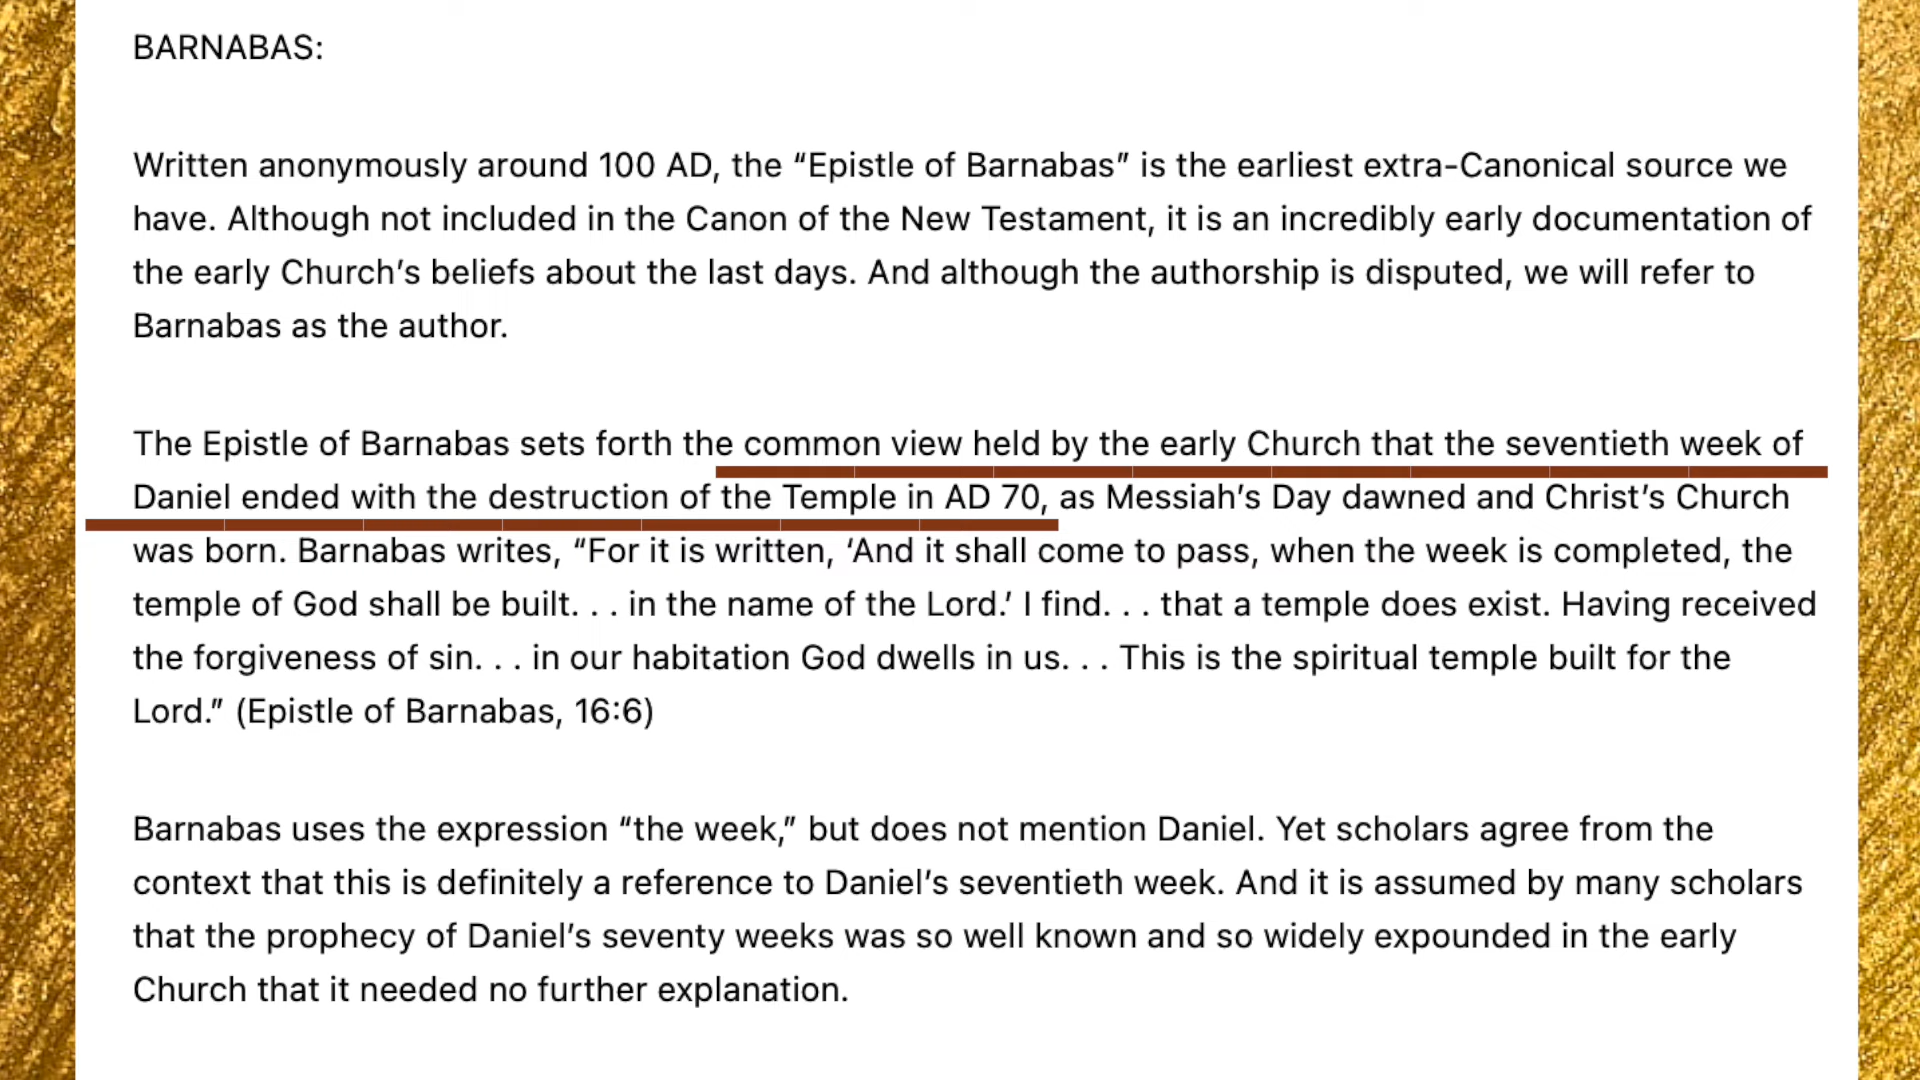 BARNABAS:
Written anonymously around 100 AD, the “Epistle of Barnabas” is the earliest extra-Canonical source we
have. Although not included in the Canon of the New Testament, it is an incredibly early documentation of
the early Church’s beliefs about the last days. And although the authorship is disputed, we will refer to
Barnabas as the author.
The Epistle of Barnabas sets forth the common view held by the early Church that the seventieth week of
Daniel ended with the destruction of the Temple in AD 70, as Messiah’s Day dawned and Christ’s Church
was born. Barnabas writes, “For it is written, ‘And it shall come to pass, when the week is completed, the
temple of God shall be built. . . in the name of the Lord.’ I find. . . that a temple does exist. Having received
the forgiveness of sin. . . in our habitation God dwells in us. . . This is the spiritual temple built for the
Lord.” (Epistle of Barnabas, 16:6)
Barnabas uses the expression “the week,” but does not mention Daniel. Yet scholars agree from the
context that this is definitely a reference to Daniel’s seventieth week. And it is assumed by many scholars
that the prophecy of Daniel’s seventy weeks was so well known and so widely expounded in the early
Church that it needed no further explanation.